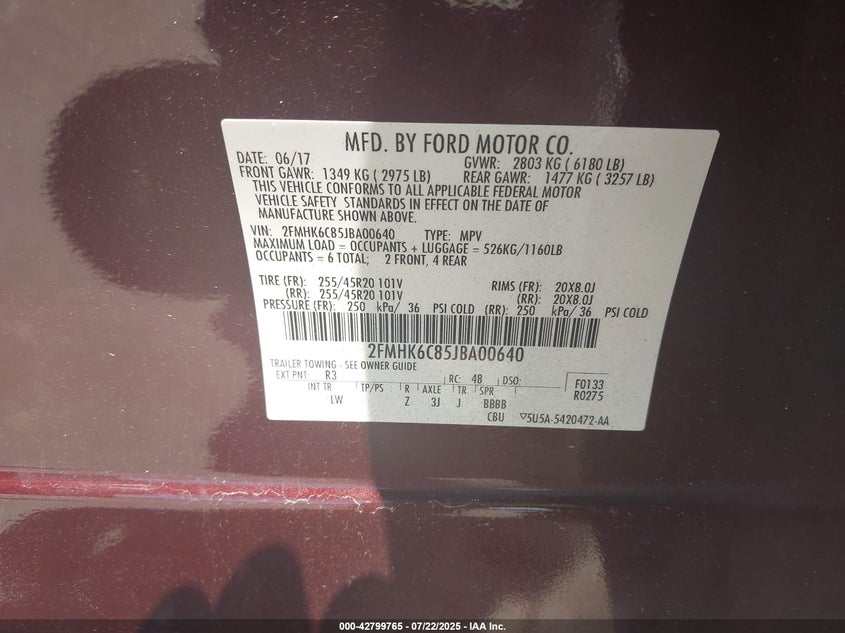 MFD. BY FORD MOTOR CO.
DATE: 06/17 GVWR: 2803 KG ( 6180 LB)
FRONT GAWR: 1349 KG ( 2975 LB) REAR GAWR: 1477 KG ( 3257 LB)
THIS VEHICLE CONFORMS TO ALL APPLICABLE FEDERAL MOTOR
VEHICLE SAFETY STANDARDS IN EFFECT ON THE DATE OF
MANUFACTURE SHOWN ABOVE.
VIN: 2FMHK6C85JBA00640 TYPE: MPV
MAXIMUM LOAD = OCCUPANTS + LUGGAGE = 526KG/1160LB
OCCUPANTS = 6 TOTAL; 2 FRONT, 4 REAR
TIRE (FR): 255/45R20 101V RIMS (FR): 20X8.0J
(RR): 255/45R20 101V (RR): 20X8.0J
PRESSURE (FR): 250 kPa/ 36 PSI COLD (RR): 250 kPa/ 36 PSI COLD
2FMHK6C85JBA00640
TRAILER TOWING - SEE OWNER GUIDE
EXT PNT: R3 RC: 48 DSO: F0133
INT TR TP/PS R AXLE TR SPR R0275
LW Z 3J J BBBB
CBU ▽5U5A-5420472-AA
000-42799765 - 07/22/2025 - IAA Inc.